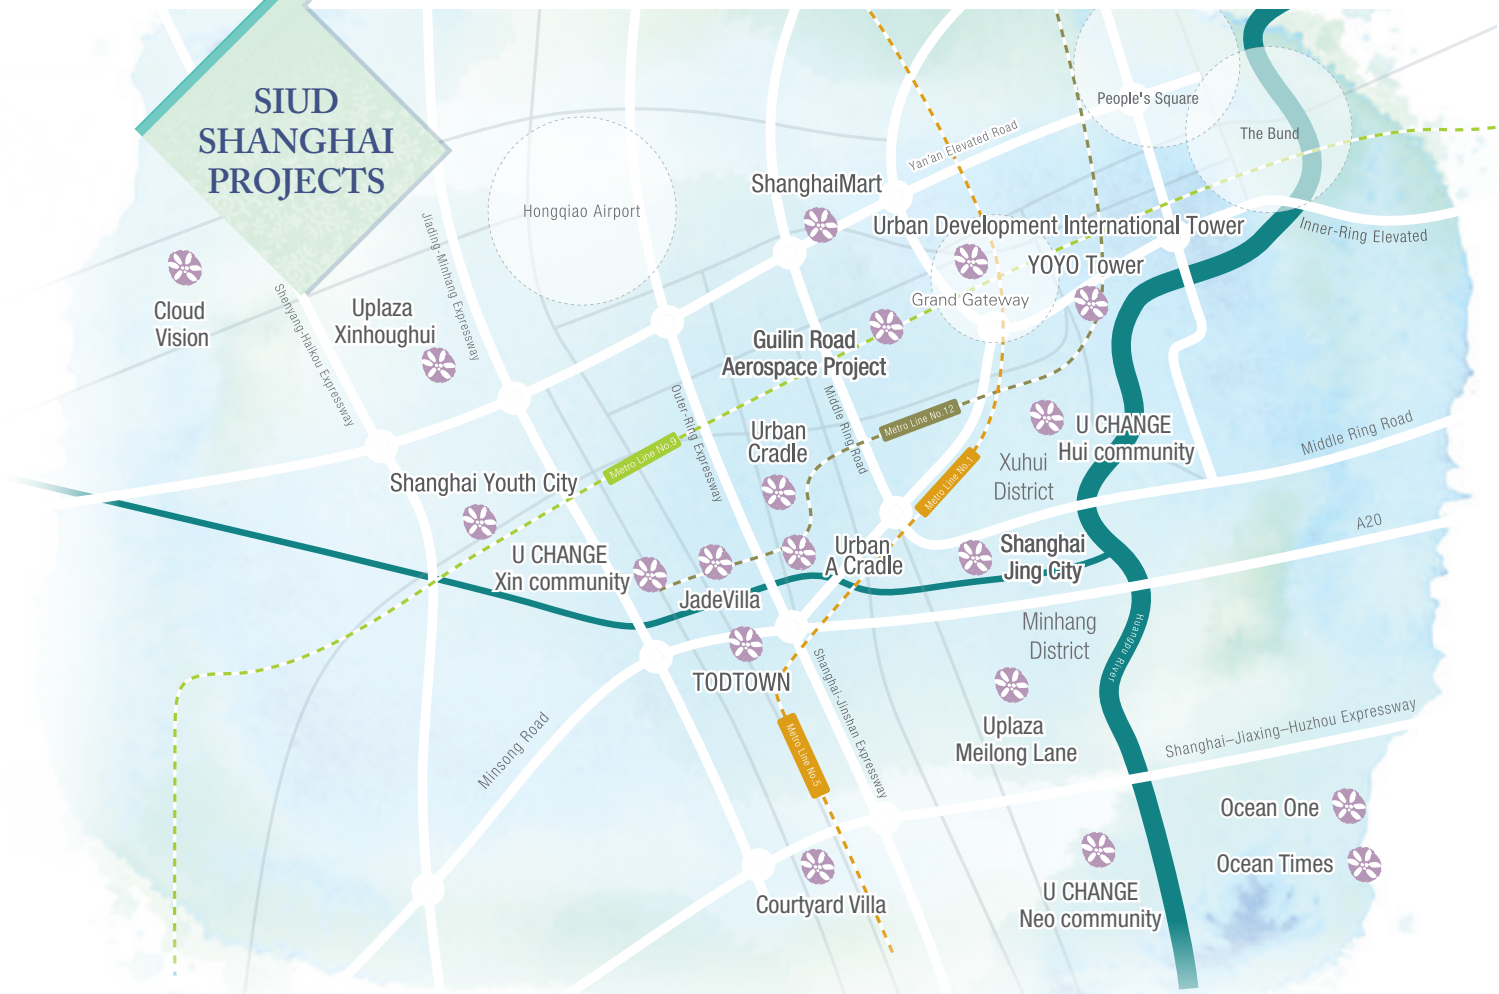 SIUD
SHANGHAI
PROJECTS
People's Square
The Bund
Yan'an Elevated Road
ShanghaiMart
Hongqiao Airport
Urban Development International Tower
Inner-Ring Elevated
Jiading-Minhang Expressway
YOYO Tower
Grand Gateway
Cloud
Vision
Shenyang-Haikou Expressway
Uplaza
Xinhoughui
Guilin Road
Aerospace Project
Outer-Ring Expressway
Middle Ring Road
Metro Line No.12
U CHANGE
Hui community
Middle Ring Road
Urban
Cradle
Metro Line No.9
Xuhui
District
Metro Line No.1
Shanghai Youth City
A20
U CHANGE
Xin community
Urban
A Cradle
Shanghai
Jing City
JadeVilla
Minhang
District
Huangpu River
TODTOWN
Shanghai-Jinshan Expressway
Minsong Road
Metro Line No.5
Uplaza
Meilong Lane
Shanghai–Jiaxing–Huzhou Expressway
Ocean One
Ocean Times
U CHANGE
Neo community
Courtyard Villa